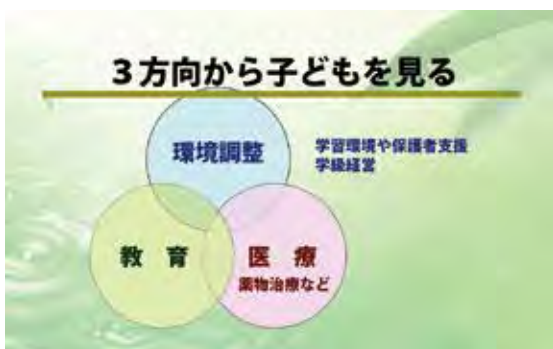 ３方向から子どもを見る
環境調整
学習環境や保護者支援
学級経営
教　育
医　療
薬物治療など